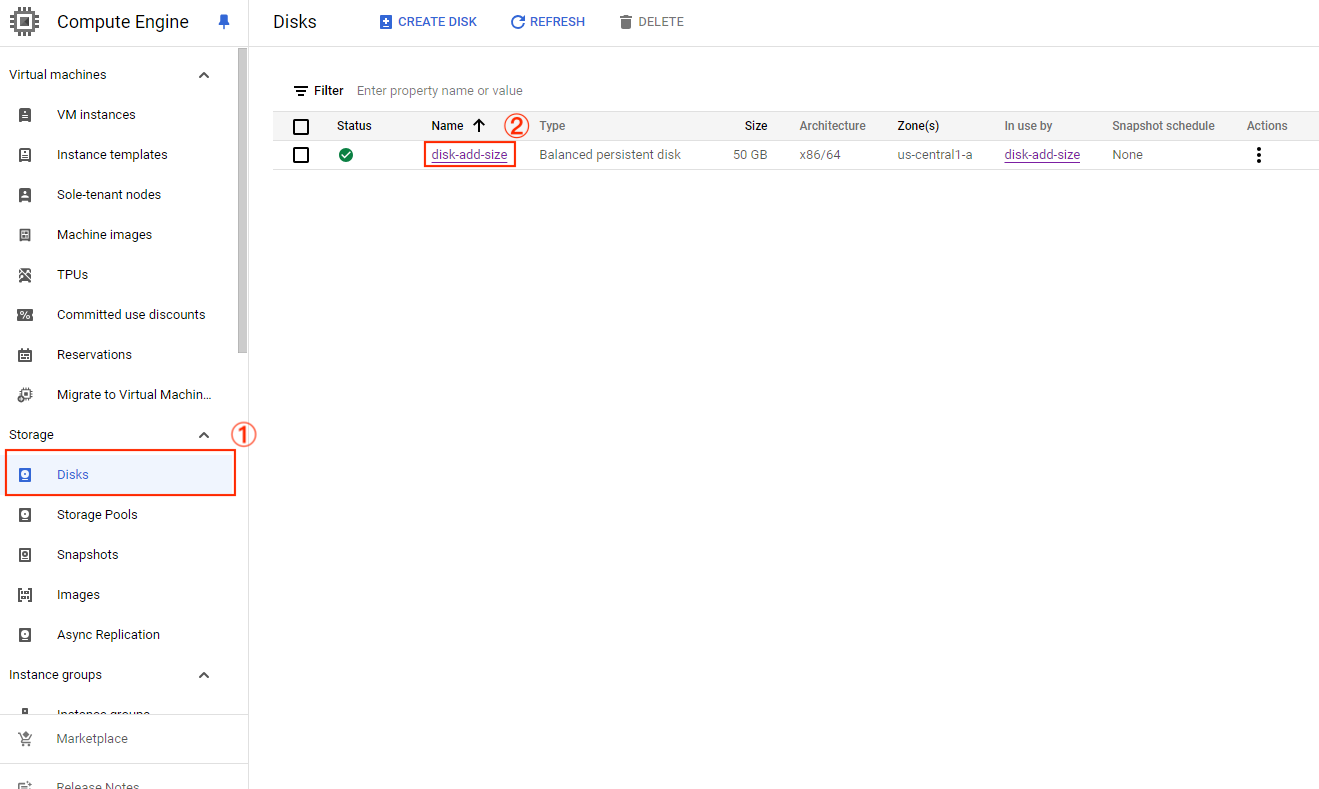 Compute Engine
Disks
CREATE DISK
REFRESH
DELETE
Virtual machines
VM instances
Instance templates
Sole-tenant nodes
Machine images
TPUs
Committed use discounts
Reservations
Migrate to Virtual Machin...
Storage
①
Disks
Storage Pools
Snapshots
Images
Async Replication
Instance groups
Instance groups
Marketplace
Release Notes
Filter Enter property name or value
Status Name ② Type Size Architecture Zone(s) In use by Snapshot schedule Actions
disk-add-size Balanced persistent disk 50 GB x86/64 us-central1-a disk-add-size None